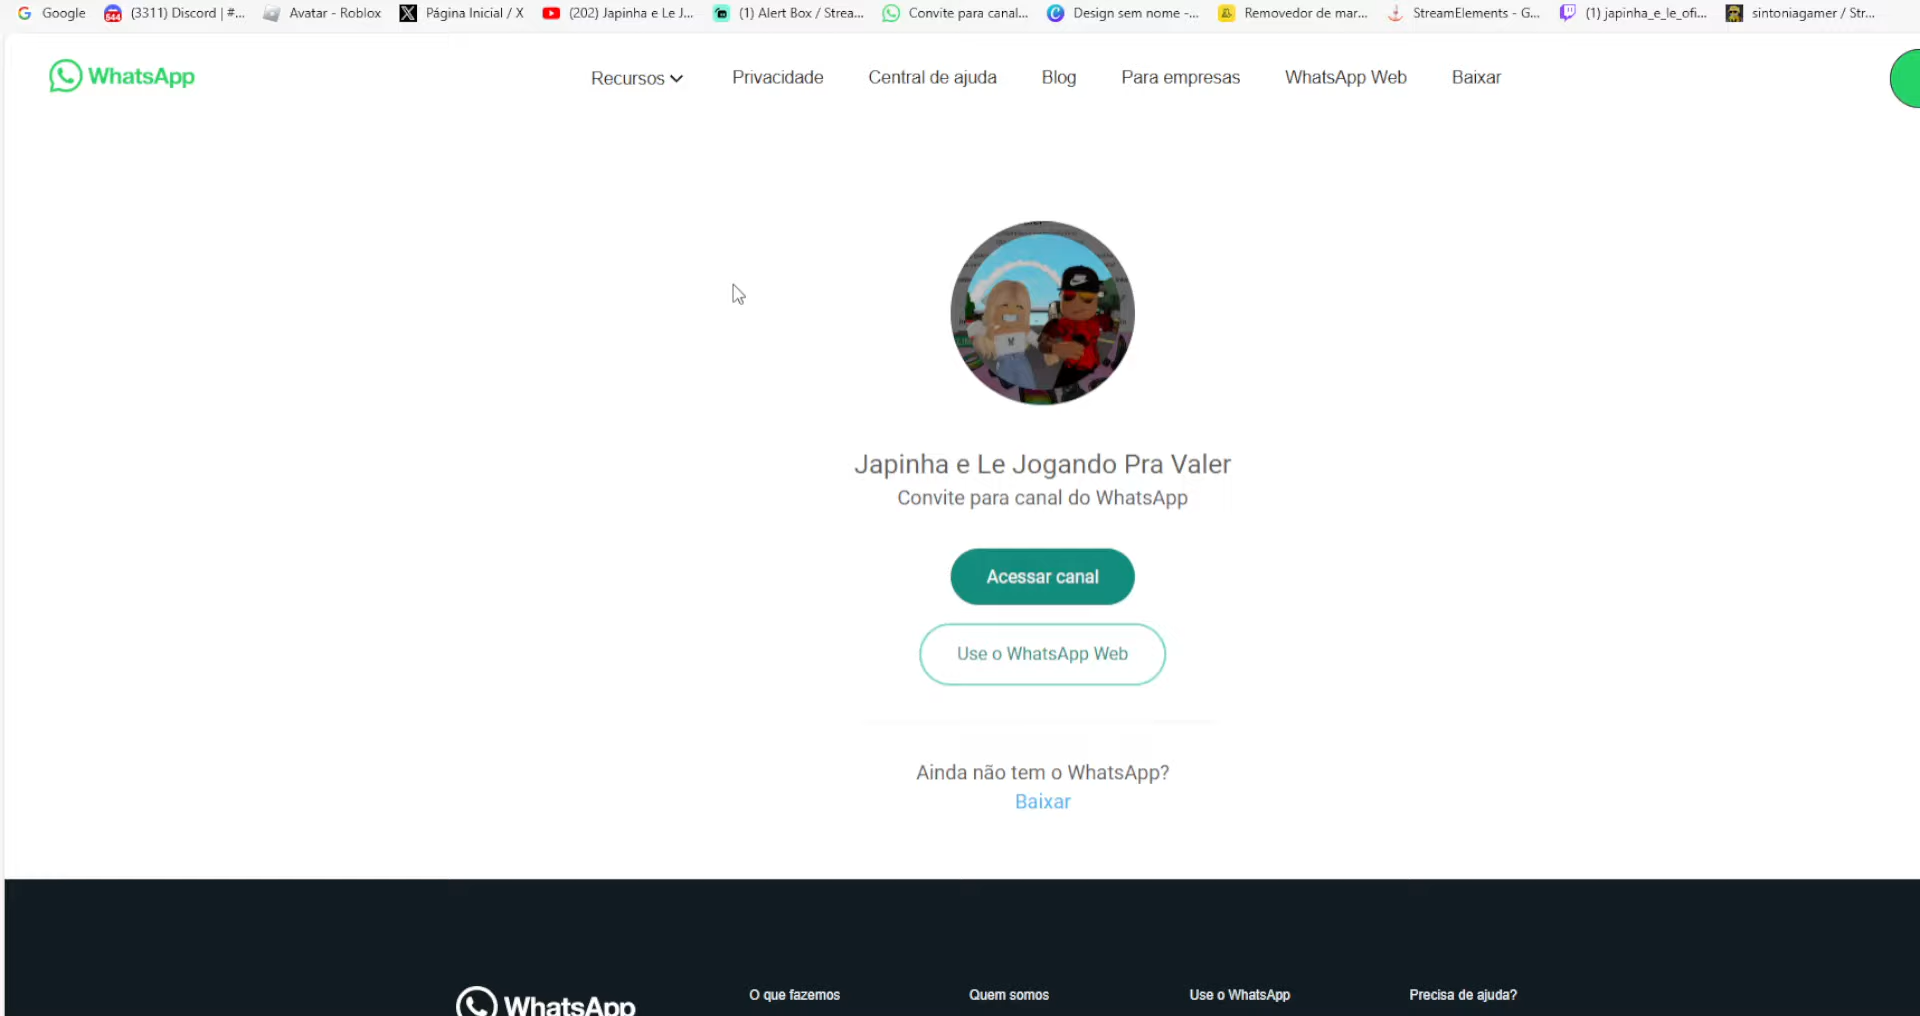 Google
(3311) Discord | #...
Avatar - Roblox
Página Inicial / X
(202) Japinha e Le J...
(1) Alert Box / Strea...
Convite para canal...
Design sem nome -...
Removedor de mar...
StreamElements - G...
(1) japinha_e_le_ofi...
sintoniagamer / Str...
WhatsApp
Recursos
Privacidade
Central de ajuda
Blog
Para empresas
WhatsApp Web
Baixar
Japinha e Le Jogando Pra Valer
Convite para canal do WhatsApp
Acessar canal
Use o WhatsApp Web
Ainda não tem o WhatsApp?
Baixar
WhatsApp
O que fazemos
Quem somos
Use o WhatsApp
Precisa de ajuda?